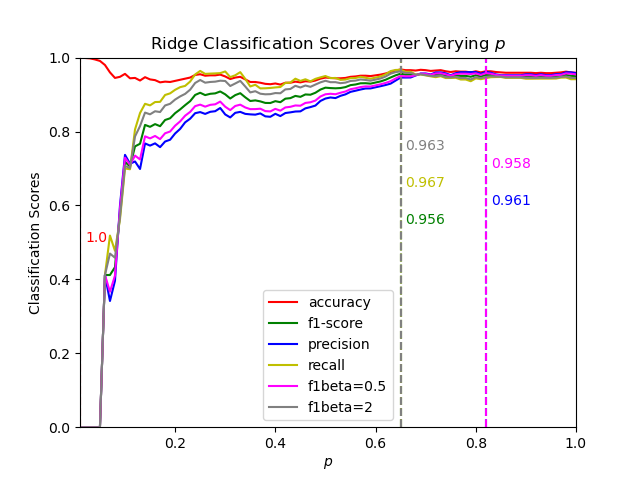 Ridge Classification Scores Over Varying p
1.0
0.8
0.6
0.4
0.2
0.0
Classification Scores
1.0
0.963
0.967
0.956
0.958
0.961
accuracy
f1-score
precision
recall
f1beta=0.5
f1beta=2
0.2 0.4 0.6 0.8 1.0
p